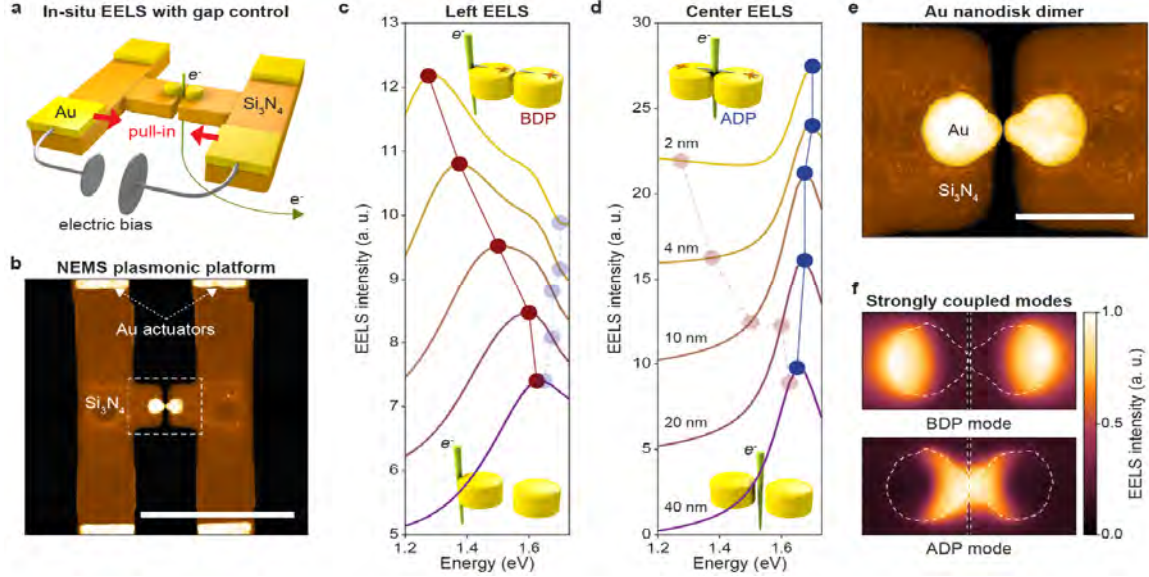 a In-situ EELS with gap control
e-
Au
Si3N4
pull-in
electric bias
e-
b NEMS plasmonic platform
Au actuators
Si3N4
c Left EELS
e-
BDP
EELS intensity (a. u.)
13
12
11
10
9
8
7
6
5
e-
1.2 1.4 1.6
Energy (eV)
d Center EELS
e-
ADP
EELS intensity (a. u.)
30
25
20
15
10
5
0
2 nm
4 nm
10 nm
20 nm
40 nm
e-
1.2 1.4 1.6
Energy (eV)
e Au nanodisk dimer
Au
Si3N4
f Strongly coupled modes
BDP mode
ADP mode
1.0
0.5
0.0
EELS intensity (a. u.)